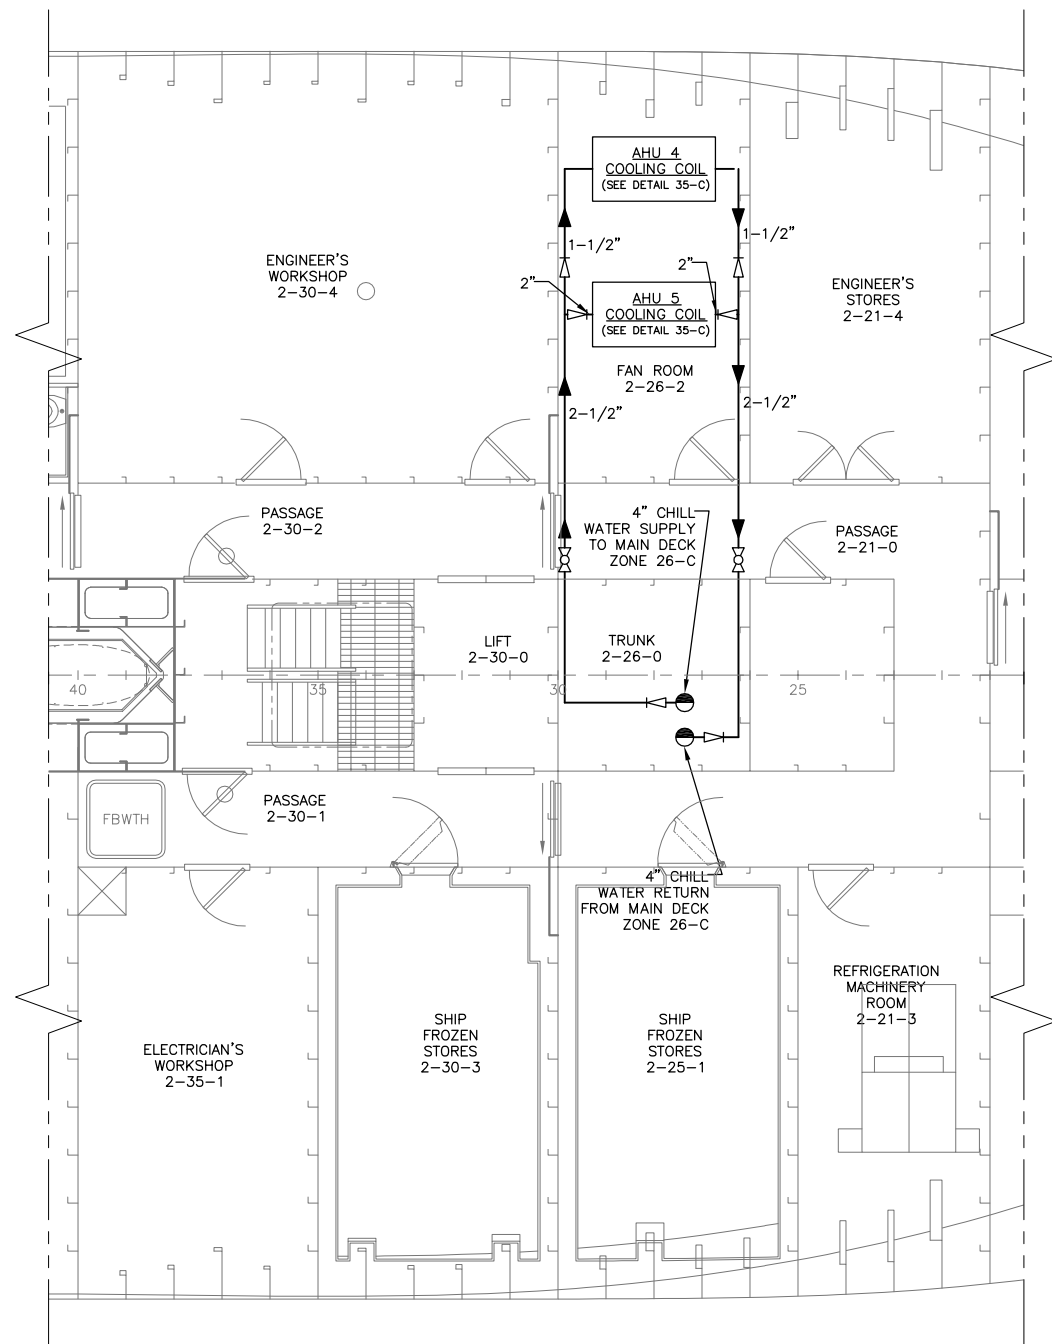 AHU 4
COOLING COIL
(SEE DETAIL 35-C)
1-1/2"
1-1/2"
ENGINEER'S
WORKSHOP
2-30-4
2"
2"
AHU 5
COOLING COIL
(SEE DETAIL 35-C)
ENGINEER'S
STORES
2-21-4
FAN ROOM
2-26-2
2-1/2"
2-1/2"
PASSAGE
2-30-2
4" CHILL
WATER SUPPLY
TO MAIN DECK
ZONE 26-C
PASSAGE
2-21-0
LIFT
2-30-0
TRUNK
2-26-0
40
35
30
25
PASSAGE
2-30-1
FBWTH
4" CHILL
WATER RETURN
FROM MAIN DECK
ZONE 26-C
REFRIGERATION
MACHINERY
ROOM
2-21-3
ELECTRICIAN'S
WORKSHOP
2-35-1
SHIP
FROZEN
STORES
2-30-3
SHIP
FROZEN
STORES
2-25-1